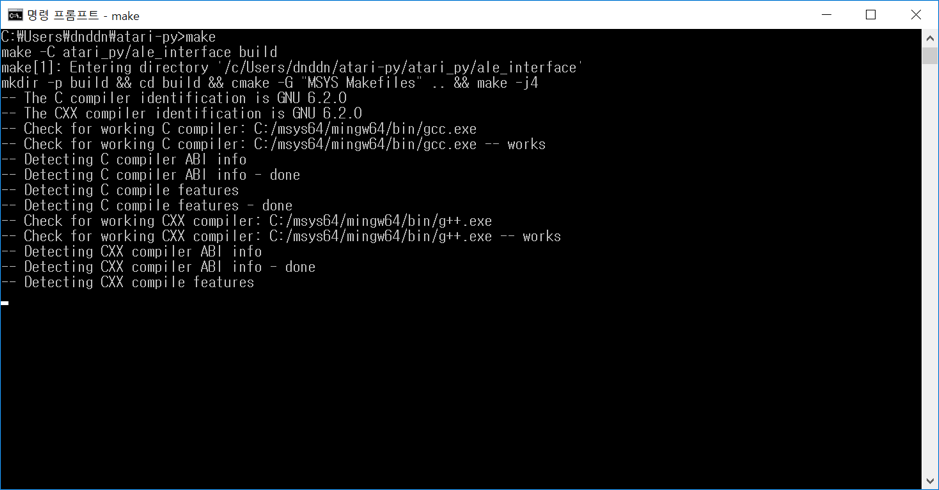 명령 프롬프트 - make
C:₩Users₩dnddn₩atari-py>make
make -C atari_py/ale_interface build
make[1]: Entering directory '/c/Users/dnddn/atari-py/atari_py/ale_interface'
mkdir -p build && cd build && cmake -G "MSYS Makefiles" .. && make -j4
-- The C compiler identification is GNU 6.2.0
-- The CXX compiler identification is GNU 6.2.0
-- Check for working C compiler: C:/msys64/mingw64/bin/gcc.exe
-- Check for working C compiler: C:/msys64/mingw64/bin/gcc.exe -- works
-- Detecting C compiler ABI info
-- Detecting C compiler ABI info - done
-- Detecting C compile features
-- Detecting C compile features - done
-- Check for working CXX compiler: C:/msys64/mingw64/bin/g++.exe
-- Check for working CXX compiler: C:/msys64/mingw64/bin/g++.exe -- works
-- Detecting CXX compiler ABI info
-- Detecting CXX compiler ABI info - done
-- Detecting CXX compile features